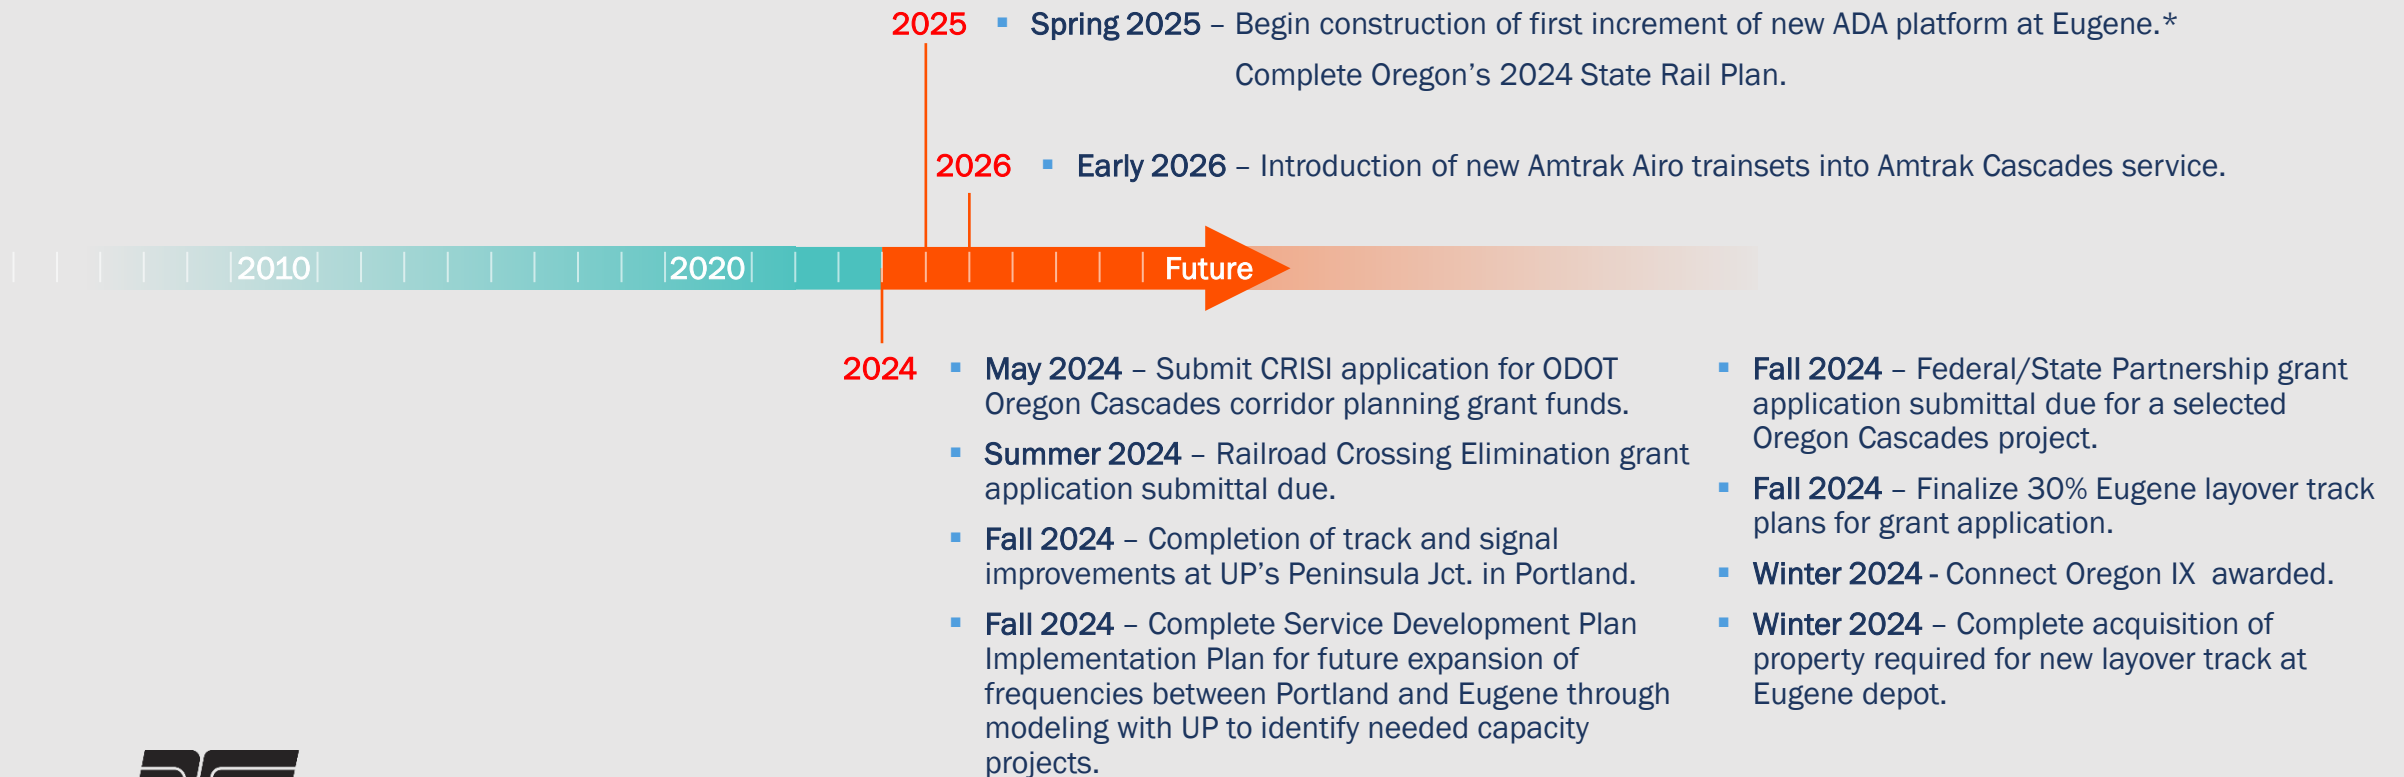 2025 ▪ Spring 2025 – Begin construction of first increment of new ADA platform at Eugene.*
Complete Oregon’s 2024 State Rail Plan.
2026 ▪ Early 2026 – Introduction of new Amtrak Airo trainsets into Amtrak Cascades service.
2010 2020 Future
2024
▪ May 2024 – Submit CRISI application for ODOT
Oregon Cascades corridor planning grant funds.
▪ Summer 2024 – Railroad Crossing Elimination grant
application submittal due.
▪ Fall 2024 – Completion of track and signal
improvements at UP’s Peninsula Jct. in Portland.
▪ Fall 2024 – Complete Service Development Plan
Implementation Plan for future expansion of
frequencies between Portland and Eugene through
modeling with UP to identify needed capacity
projects.
▪ Fall 2024 – Federal/State Partnership grant
application submittal due for a selected
Oregon Cascades project.
▪ Fall 2024 – Finalize 30% Eugene layover track
plans for grant application.
▪ Winter 2024 - Connect Oregon IX  awarded.
▪ Winter 2024 – Complete acquisition of
property required for new layover track at
Eugene depot.